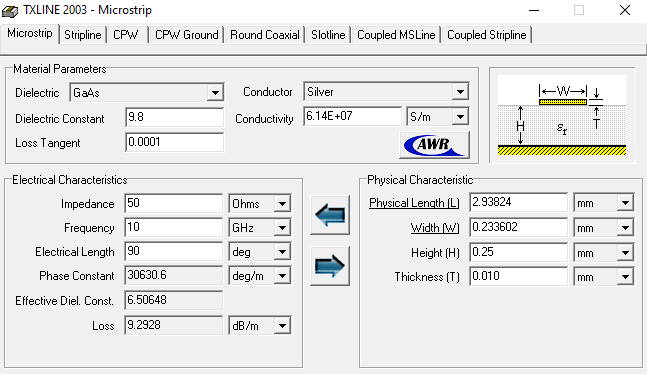 TXLINE 2003 - Microstrip
Microstrip Stripline CPW CPW Ground Round Coaxial Slotline Coupled MSLine Coupled Stripline
Material Parameters
Dielectric GaAs Conductor Silver
Dielectric Constant 9.8 Conductivity 6.14E+07 S/m
Loss Tangent 0.0001 AWR
W
H
εr
T
Electrical Characteristics
Impedance 50 Ohms
Frequency 10 GHz
Electrical Length 90 deg
Phase Constant 30630.6 deg/m
Effective Diel. Const. 6.50648
Loss 9.2928 dB/m
Physical Characteristic
Physical Length (L) 2.93824 mm
Width (W) 0.233602 mm
Height (H) 0.25 mm
Thickness (T) 0.010 mm